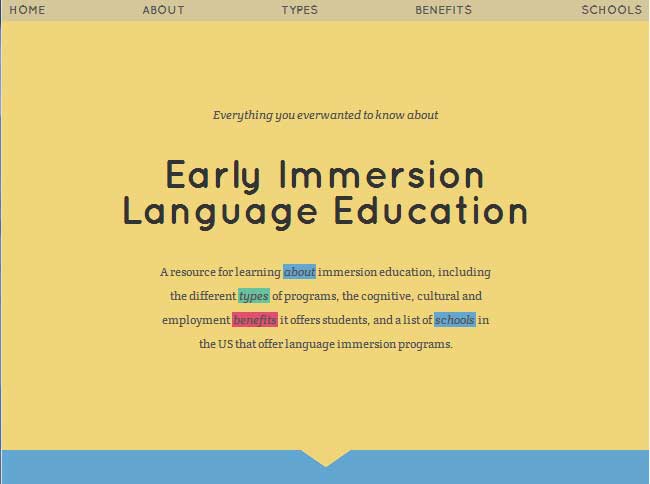 HOME ABOUT TYPES BENEFITS SCHOOLS
Everything you everwanted to know about
Early Immersion
Language Education
A resource for learning about immersion education, including
the different types of programs, the cognitive, cultural and
employment benefits it offers students, and a list of schools in
the US that offer language immersion programs.